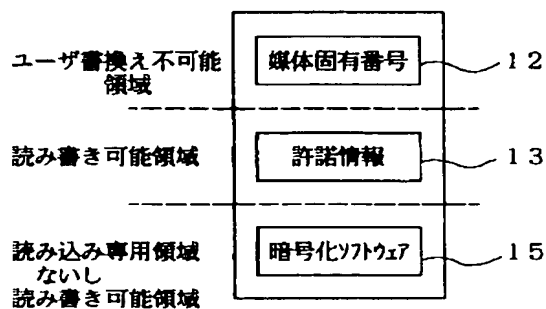 ユーザ書換え不可能
領域
媒体固有番号
12
読み書き可能領域
許諾情報
13
読み込み専用領域
ないし
読み書き可能領域
暗号化ソフトウェア
15